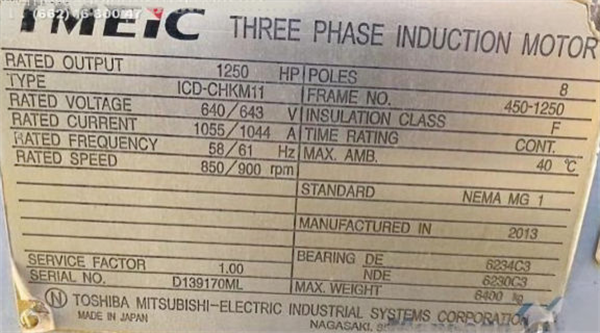 TMEIC THREE PHASE INDUCTION MOTOR
RATED OUTPUT 1250 HP POLES 8
TYPE ICD-CHKM11 FRAME NO. 450-1250
RATED VOLTAGE 640/643 V INSULATION CLASS F
RATED CURRENT 1055/1044 A TIME RATING CONT.
RATED FREQUENCY 58/61 Hz MAX. AMB. 40 °C
RATED SPEED 850/900 rpm
STANDARD NEMA MG 1
MANUFACTURED IN 2013
SERVICE FACTOR 1.00 BEARING DE 6234C3
NDE 6230C3
SERIAL NO. D139170ML MAX. WEIGHT 6400 kg
N TOSHIBA MITSUBISHI-ELECTRIC INDUSTRIAL SYSTEMS CORPORATION
MADE IN JAPAN NAGASAKI,